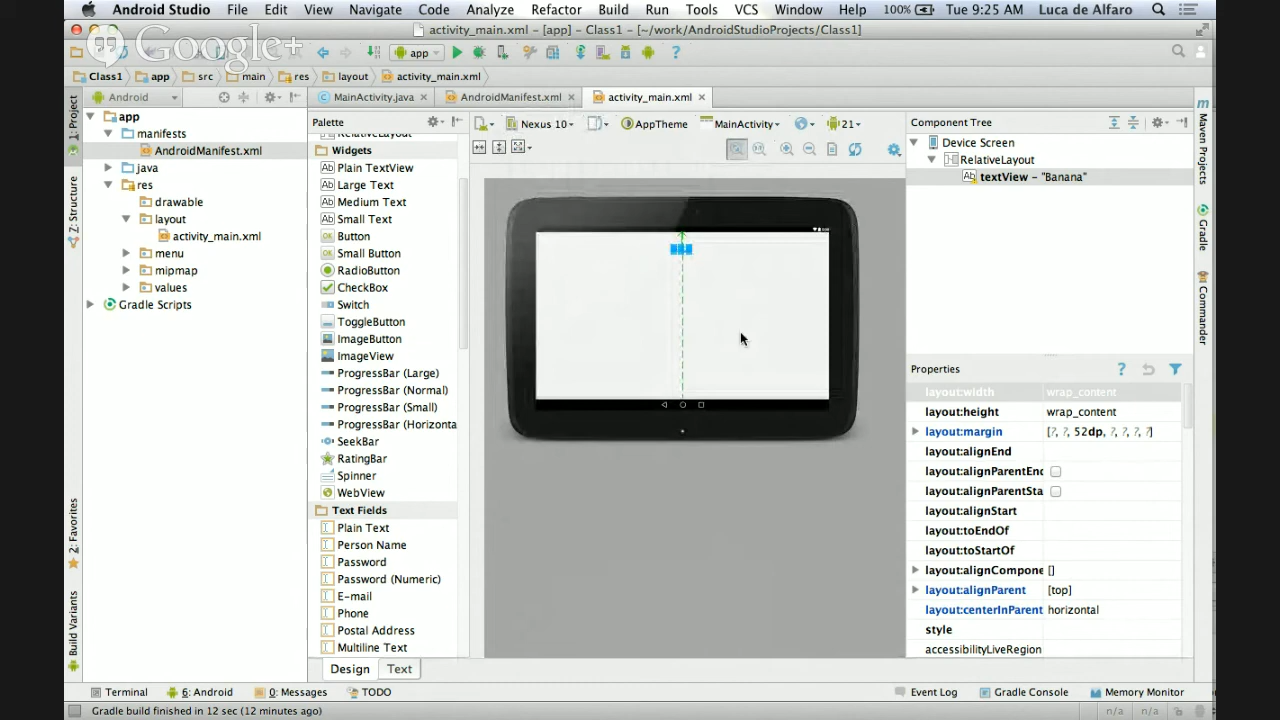 Android Studio File Edit View Navigate Code Analyze Refactor Build Run Tools VCS Window Help 100% Tue 9:25 AM Luca de Alfaro
activity_main.xml - [app] - Class1 - [~/work/AndroidStudioProjects/Class1]
Google+
app
Class1 app src main res layout activity_main.xml
Android
MainActivity.java AndroidManifest.xml activity_main.xml
1: Project
Z: Structure
2: Favorites
Build Variants
app
manifests
AndroidManifest.xml
java
res
drawable
layout
activity_main.xml
menu
mipmap
values
Gradle Scripts
Palette
RelativeLayout
Widgets
Plain TextView
Large Text
Medium Text
Small Text
Button
Small Button
RadioButton
CheckBox
Switch
ToggleButton
ImageButton
ImageView
ProgressBar (Large)
ProgressBar (Normal)
ProgressBar (Small)
ProgressBar (Horizonta
SeekBar
RatingBar
Spinner
WebView
Text Fields
Plain Text
Person Name
Password
Password (Numeric)
E-mail
Phone
Postal Address
Multiline Text
Nexus 10 AppTheme MainActivity 21
Design Text
Component Tree
Device Screen
RelativeLayout
textView - "Banana"
Properties
layout:width wrap_content
layout:height wrap_content
layout:margin [?, ?, 52dp, ?, ?, ?, ?]
layout:alignEnd
layout:alignParentEnd
layout:alignParentSta
layout:alignStart
layout:toEndOf
layout:toStartOf
layout:alignCompone []
layout:alignParent [top]
layout:centerInParent horizontal
style
accessibilityLiveRegion
m
Maven Projects
Gradle
Commander
Terminal 6: Android 0: Messages TODO Event Log Gradle Console Memory Monitor
Gradle build finished in 12 sec (12 minutes ago) n/a n/a